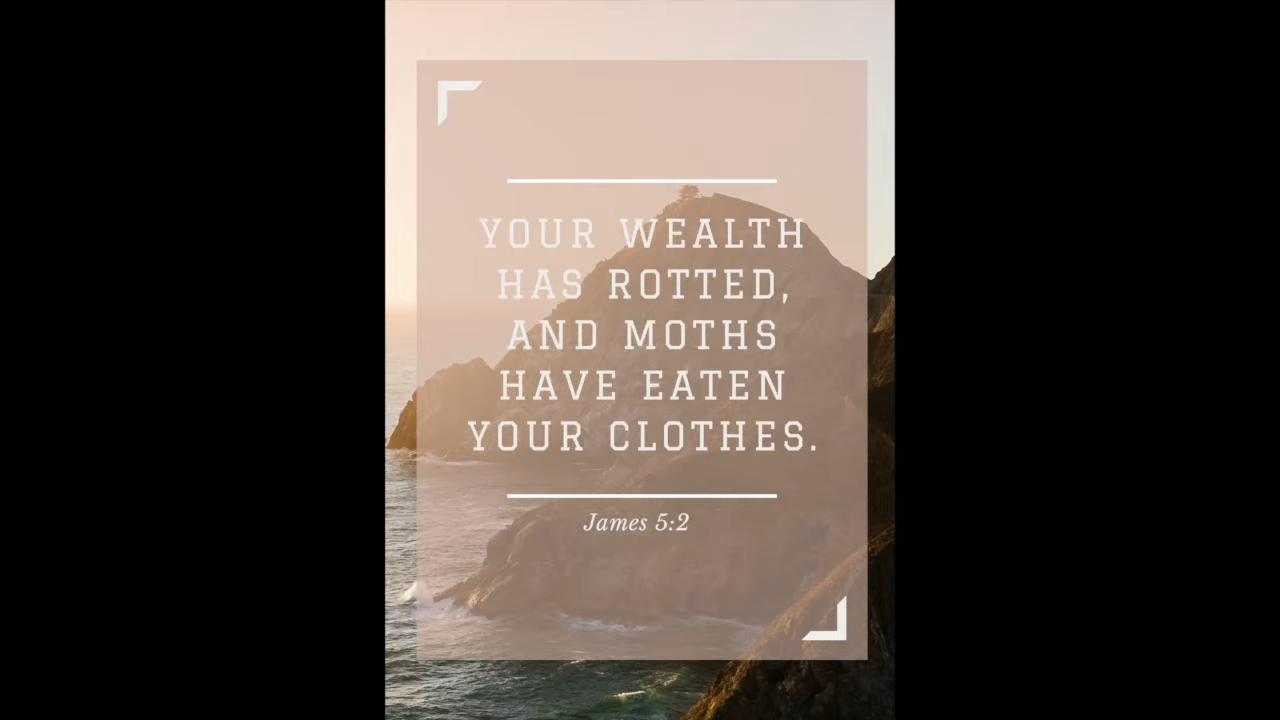 YOUR WEALTH
HAS ROTTED,
AND MOTHS
HAVE EATEN
YOUR CLOTHES.
James 5:2